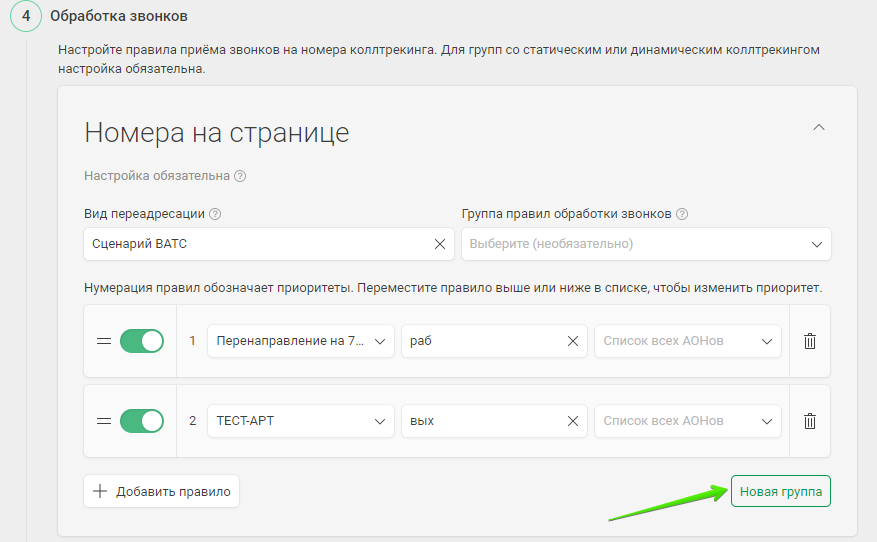 4 Обработка звонков
Настройте правила приёма звонков на номера коллтрекинга. Для групп со статическим или динамическим коллтрекингом
настройка обязательна.
Номера на странице
Настройка обязательна ?
Вид переадресации ? Группа правил обработки звонков ?
Сценарий ВАТС Выберите (необязательно)
Нумерация правил обозначает приоритеты. Переместите правило выше или ниже в списке, чтобы изменить приоритет.
1 Перенаправление на 7... раб Список всех АОНов
2 ТЕСТ-АРТ вых Список всех АОНов
Добавить правило Новая группа